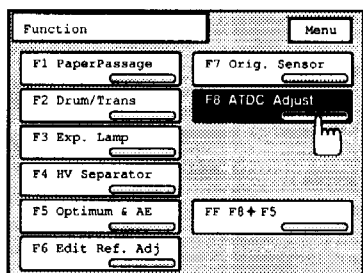 Function
Menu
F1 PaperPassage
F7 Orig. Sensor
F2 Drum/Trans
F8 ATDC Adjust
F3 Exp. Lamp
F4 HV Separator
F5 Optimum & AE
FF F8+F5
F6 Edit Ref. Adj